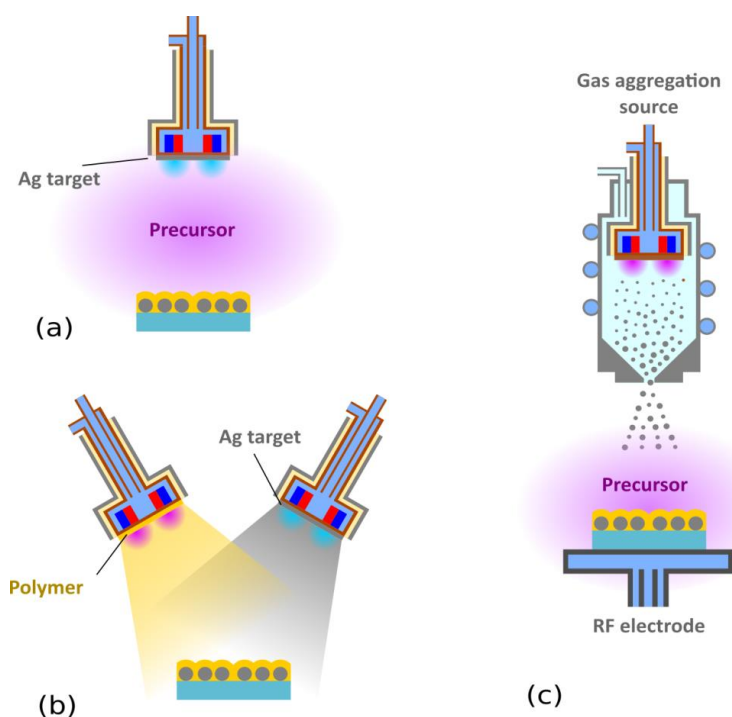 Ag target
Precursor
(a)
Ag target
Polymer
(b)
Gas aggregation
source
Precursor
RF electrode
(c)